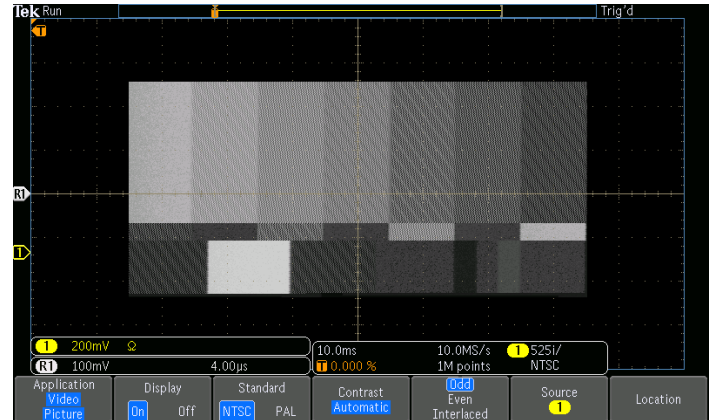 Tek Run Trig'd
T
R1
1
1 200mV Ω
R1 100mV 4.00µs
10.0ms 10.0MS/s 1 525i/
T 0.000 % 1M points NTSC
Application
Video
Picture
Display
On Off
Standard
NTSC PAL
Contrast
Automatic
Odd
Even
Interlaced
Source
1
Location